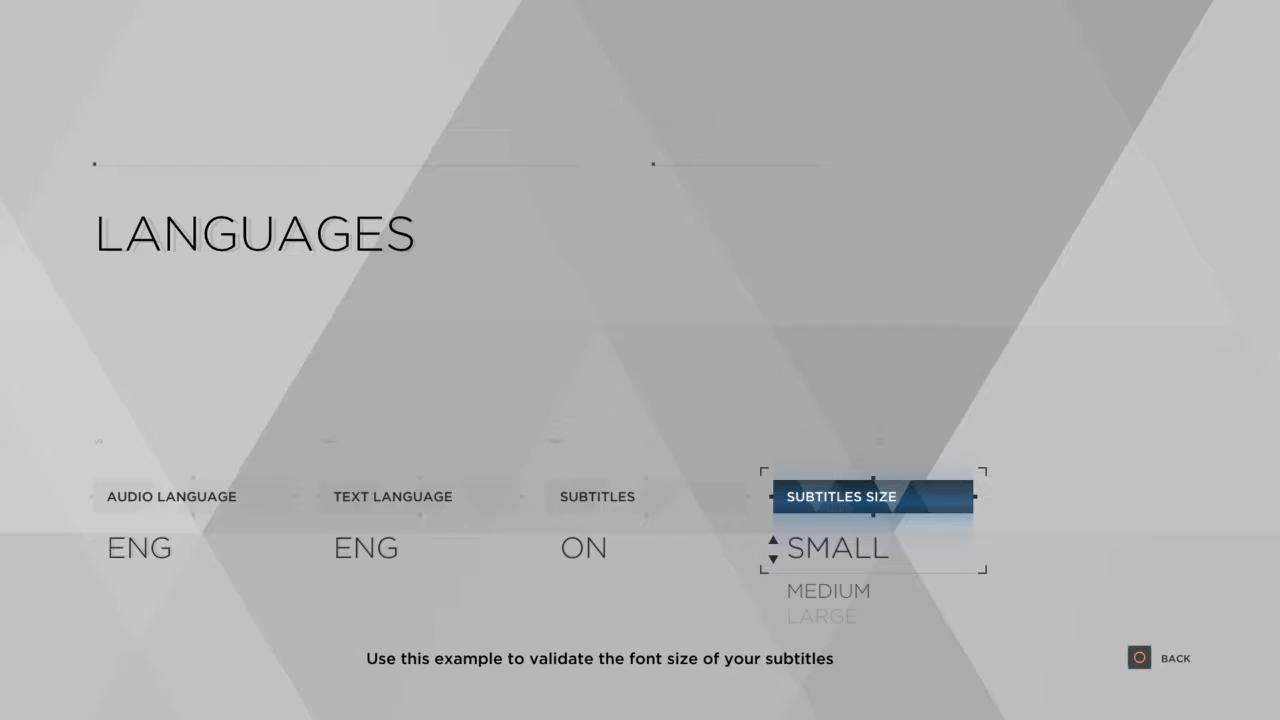 LANGUAGES
AUDIO LANGUAGE
ENG
TEXT LANGUAGE
ENG
SUBTITLES
ON
SUBTITLES SIZE
SMALL
MEDIUM
LARGE
Use this example to validate the font size of your subtitles
BACK